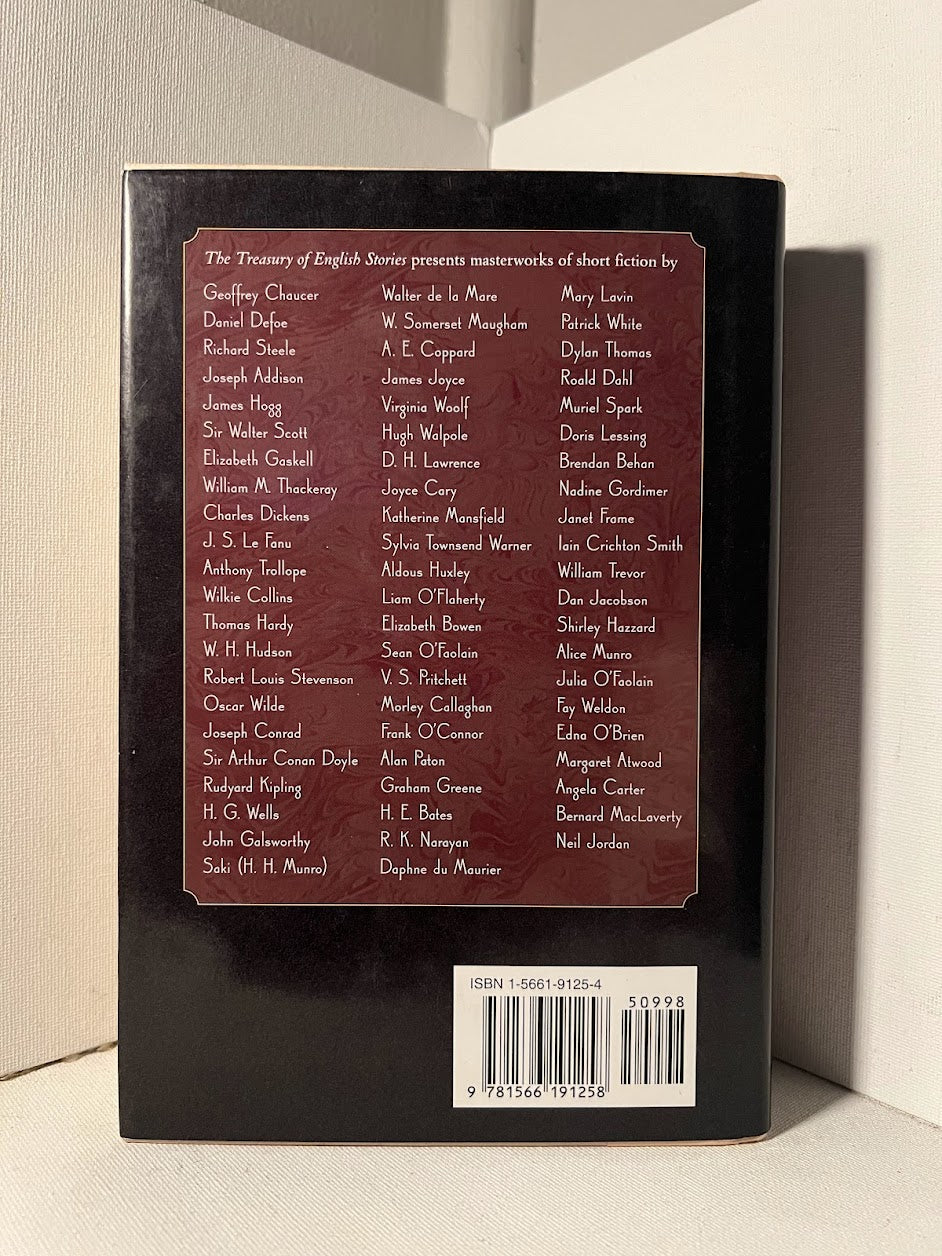 The Treasury of English Stories presents masterworks of short fiction by
Geoffrey Chaucer
Daniel Defoe
Richard Steele
Joseph Addison
James Hogg
Sir Walter Scott
Elizabeth Gaskell
William M. Thackeray
Charles Dickens
J. S. Le Fanu
Anthony Trollope
Wilkie Collins
Thomas Hardy
W. H. Hudson
Robert Louis Stevenson
Oscar Wilde
Joseph Conrad
Sir Arthur Conan Doyle
Rudyard Kipling
H. G. Wells
John Galsworthy
Saki (H. H. Munro)
Walter de la Mare
W. Somerset Maugham
A. E. Coppard
James Joyce
Virginia Woolf
Hugh Walpole
D. H. Lawrence
Joyce Cary
Katherine Mansfield
Sylvia Townsend Warner
Aldous Huxley
Liam O'Flaherty
Elizabeth Bowen
Sean O'Faolain
V. S. Pritchett
Morley Callaghan
Frank O'Connor
Alan Paton
Graham Greene
H. E. Bates
R. K. Narayan
Daphne du Maurier
Mary Lavin
Patrick White
Dylan Thomas
Roald Dahl
Muriel Spark
Doris Lessing
Brendan Behan
Nadine Gordimer
Janet Frame
Iain Crichton Smith
William Trevor
Dan Jacobson
Shirley Hazzard
Alice Munro
Julia O'Faolain
Fay Weldon
Edna O'Brien
Margaret Atwood
Angela Carter
Bernard MacLaverty
Neil Jordan
ISBN 1-5661-9125-4
50998
9 781566 191258